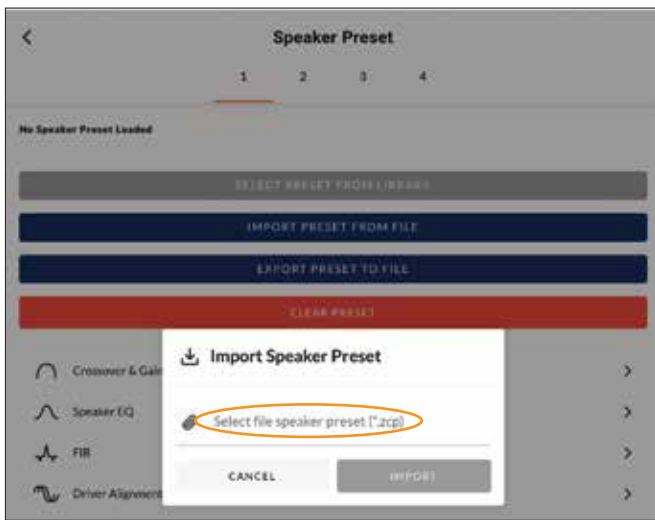 Speaker Preset
1 2 3 4
No Speaker Preset Loaded
SELECT PRESET FROM LIBRARY
IMPORT PRESET FROM FILE
EXPORT PRESET TO FILE
CLEAR PRESET
Import Speaker Preset
Crossover & Gain
Select file speaker preset (*.zcp)
Speaker EQ
FIR
CANCEL IMPORT
Driver Alignment